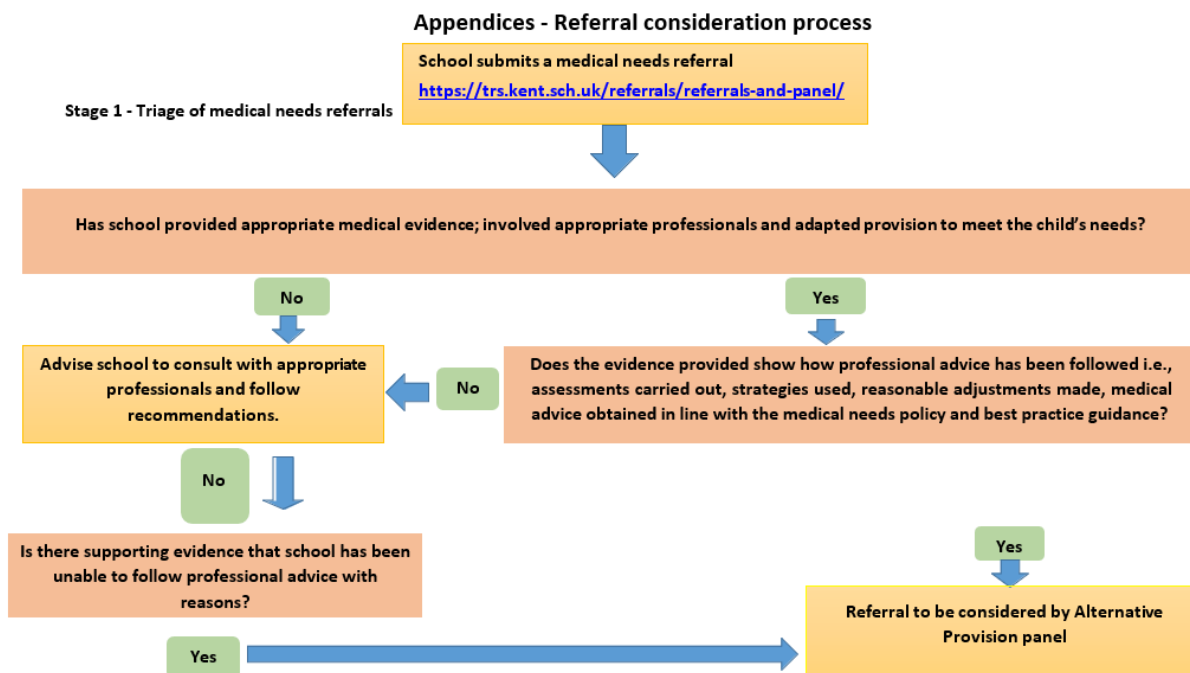 Appendices - Referral consideration process
School submits a medical needs referral
https://trs.kent.sch.uk/referrals/referrals-and-panel/
Stage 1 - Triage of medical needs referrals
Has school provided appropriate medical evidence; involved appropriate professionals and adapted provision to meet the child's needs?
No
Yes
Advise school to consult with appropriate
professionals and follow
recommendations.
No
Does the evidence provided show how professional advice has been followed i.e.,
assessments carried out, strategies used, reasonable adjustments made, medical
advice obtained in line with the medical needs policy and best practice guidance?
No
Is there supporting evidence that school has been
unable to follow professional advice with
reasons?
Yes
Referral to be considered by Alternative
Provision panel
Yes